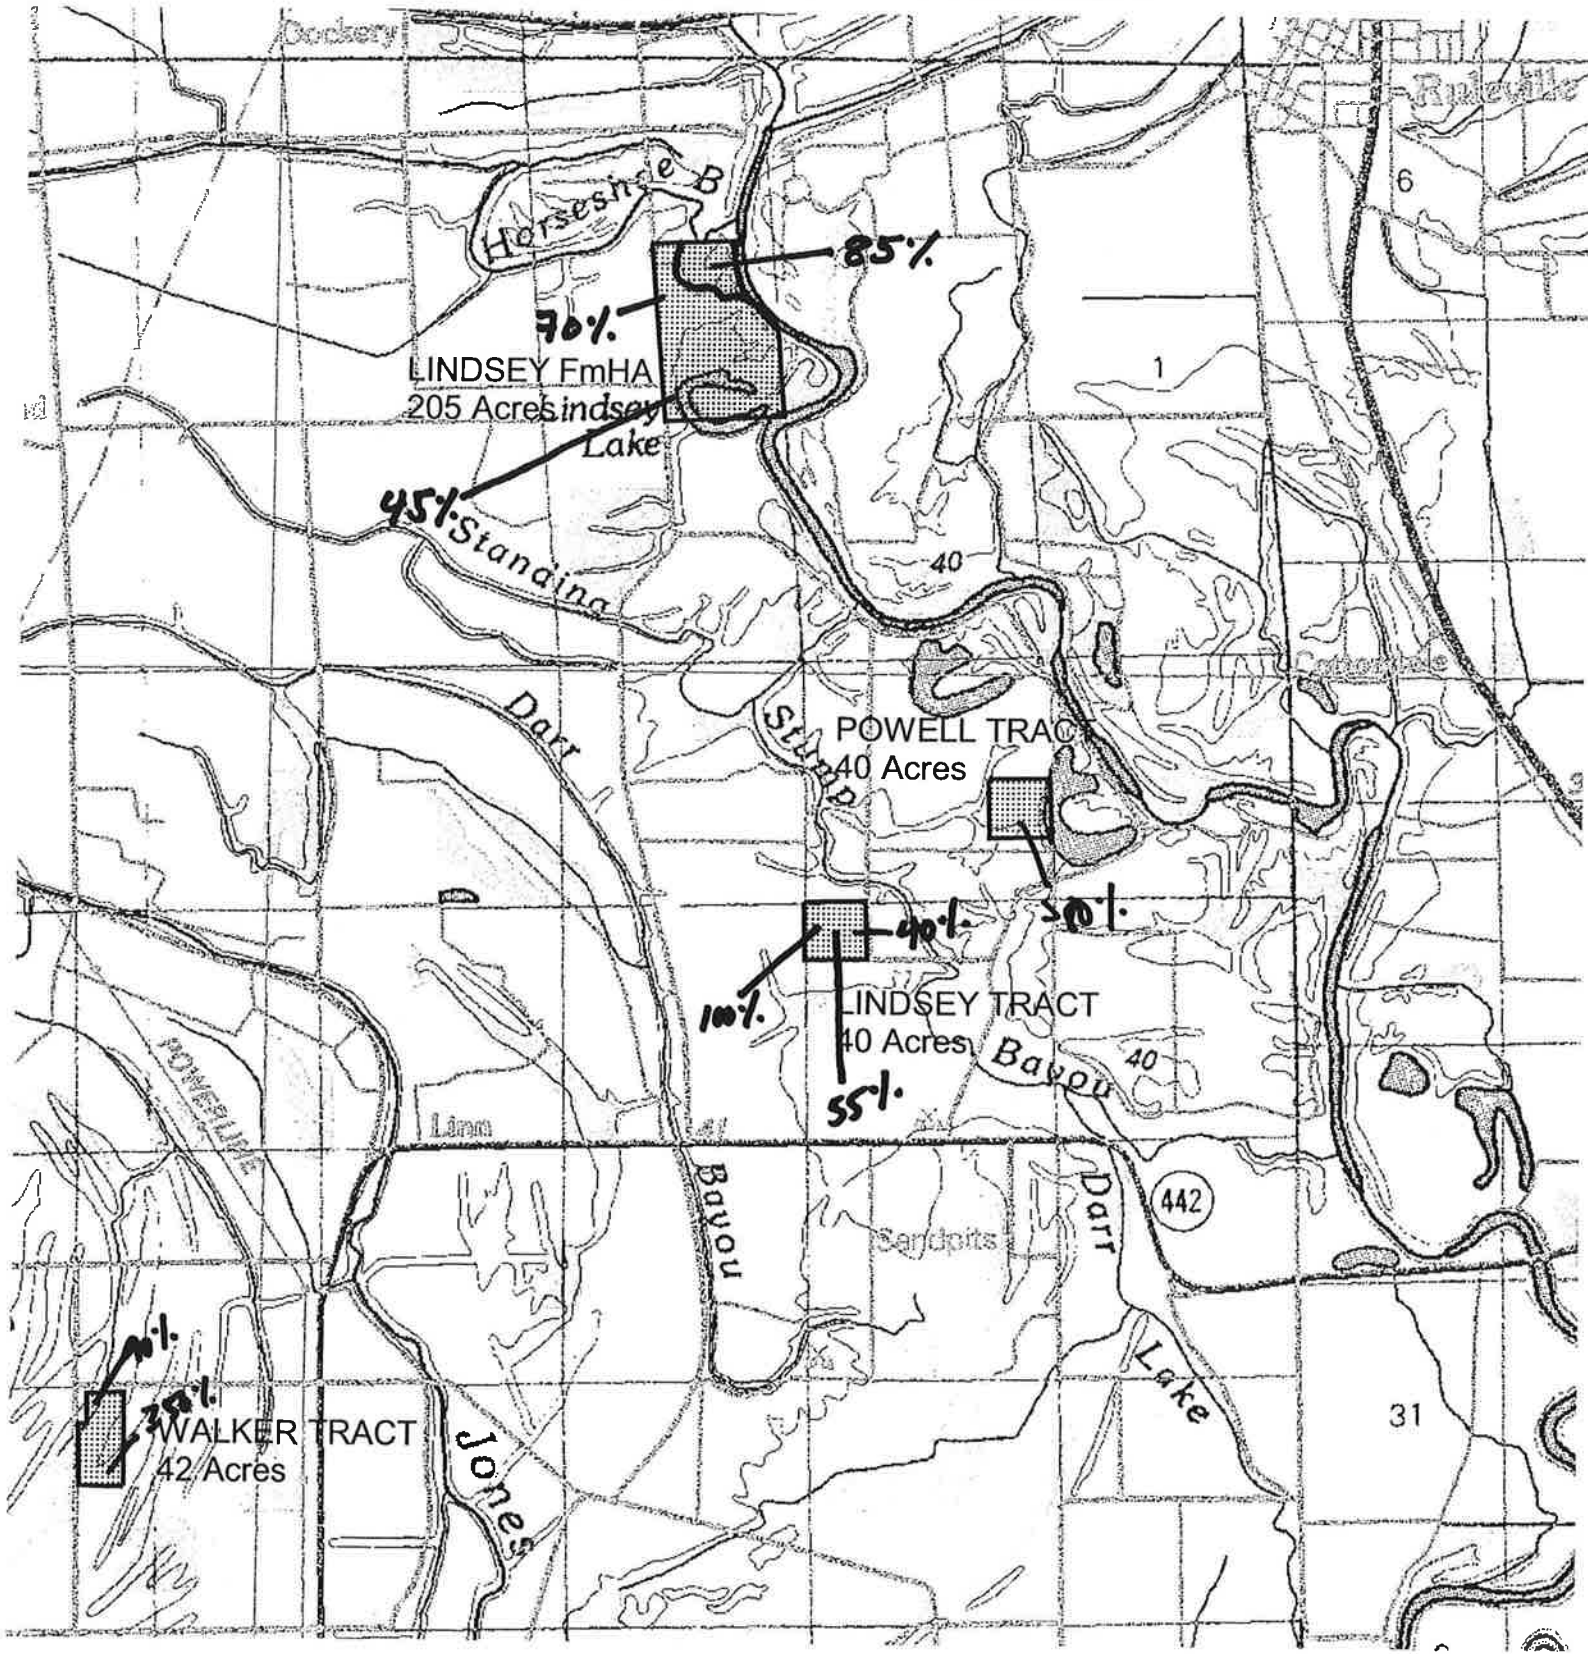 Dockery
Ruleville
6
Horseshoe B
85%
70%
LINDSEY FmHA
205 Acres
Lindsey
Lake
1
45%
Standing
40
Darr
Stump
POWELL TRACT
40 Acres
40%
100%
LINDSEY TRACT
40 Acres
Bayou
40
55%
POWERLINE
Linn
41
Bayou
Darr
442
Sandpits
Lake
WALKER TRACT
42 Acres
Jones
31